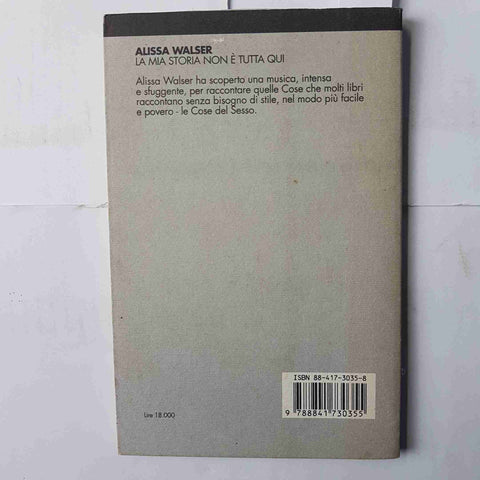 ALISSA WALSER
LA MIA STORIA NON È TUTTA QUI
Alissa Walser ha scoperto una musica, intensa
e sfuggente, per raccontare quelle Cose che molti libri
raccontano senza bisogno di stile, nel modo più facile
e povero - le Cose del Sesso.
ISBN 88-417-3035-8
9 788841 730355
Lire 18.000